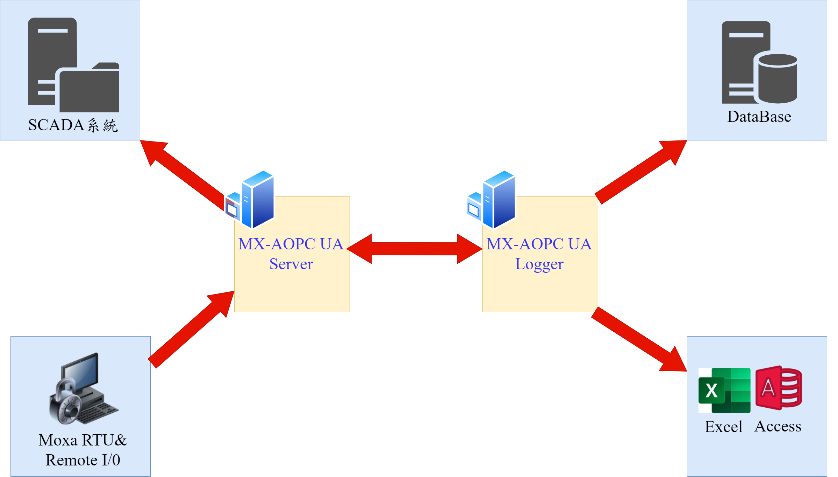 SCADA系統
DataBase
MX-AOPC UA
Server
MX-AOPC UA
Logger
Moxa RTU&
Remote I/0
X
A
Excel
Access